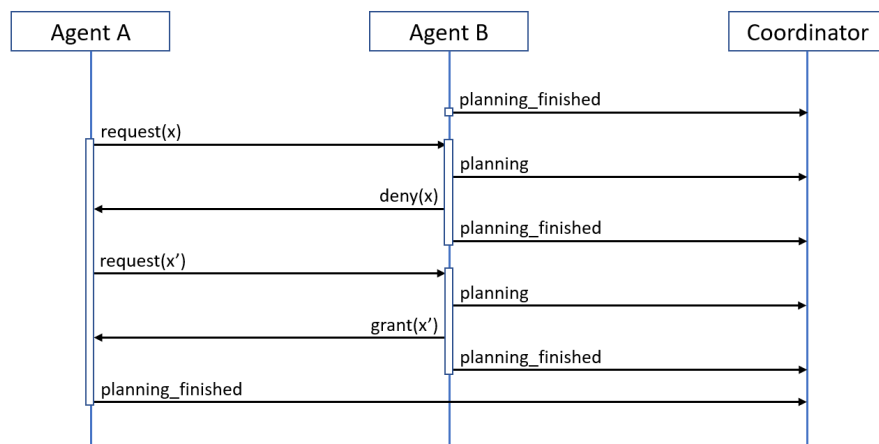 Agent A
Agent B
Coordinator
planning_finished
request(x)
planning
deny(x)
planning_finished
request(x’)
planning
grant(x’)
planning_finished
planning_finished